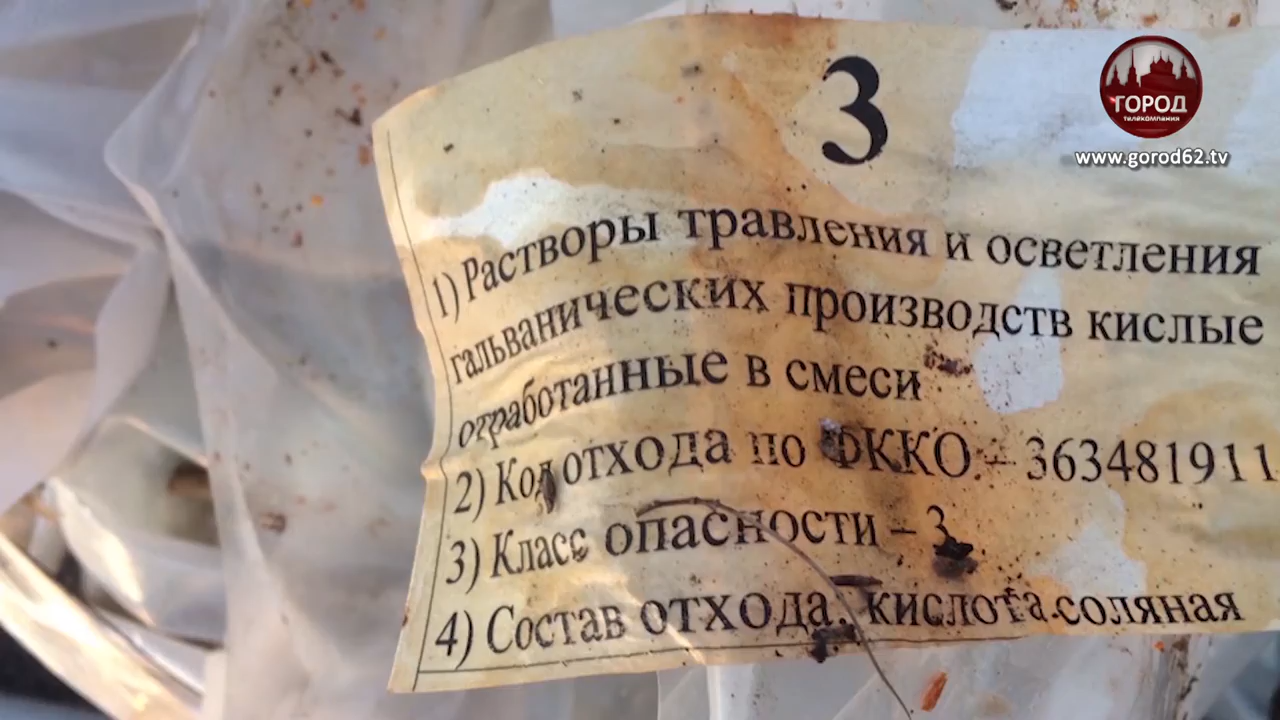 ГОРОД
телекомпания
www.gorod62.tv
3
1) Растворы травления и осветления
гальванических производств кислые
отработанные в смеси
2) Код отхода по ФККО – 363481911
3) Класс опасности – 3
4) Состав отхода: кислота соляная